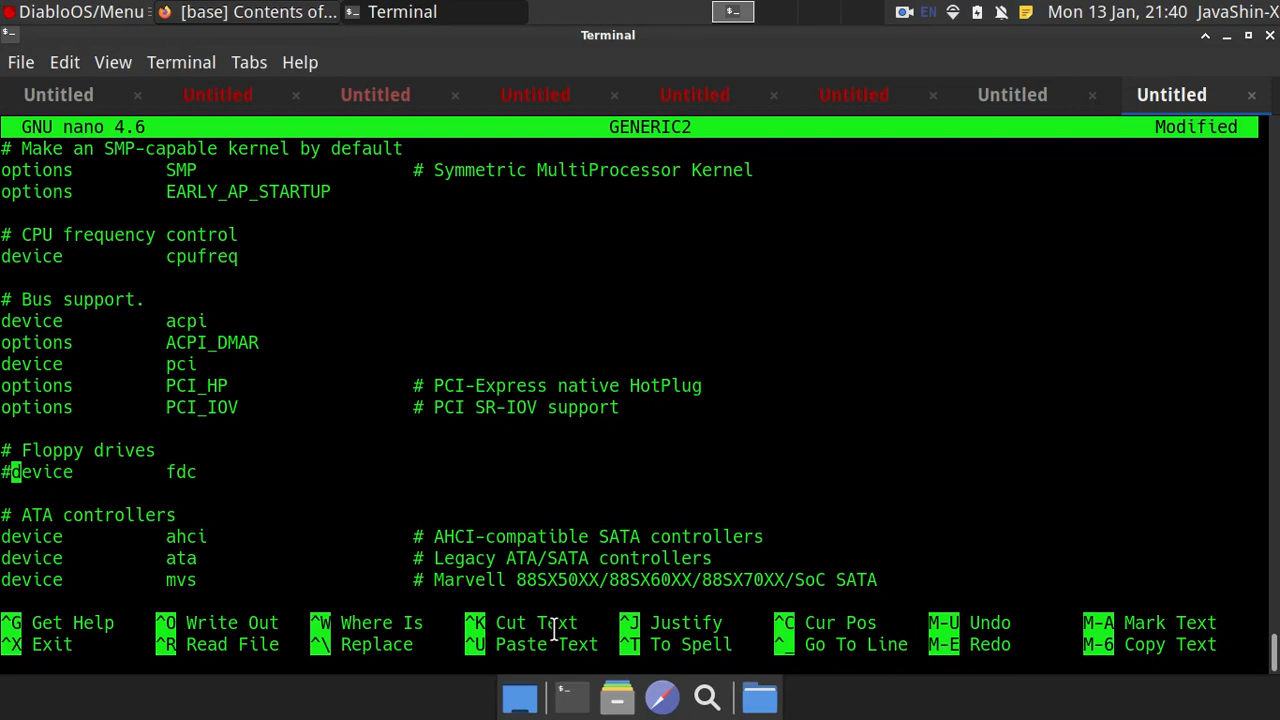 DiabloOS/Menu [base] Contents of... Terminal EN Mon 13 Jan, 21:40 JavaShin-X
Terminal
File Edit View Terminal Tabs Help
Untitled Untitled Untitled Untitled Untitled Untitled Untitled Untitled
GNU nano 4.6 GENERIC2 Modified
# Make an SMP-capable kernel by default
options SMP # Symmetric MultiProcessor Kernel
options EARLY_AP_STARTUP
# CPU frequency control
device cpufreq
# Bus support.
device acpi
options ACPI_DMAR
device pci
options PCI_HP # PCI-Express native HotPlug
options PCI_IOV # PCI SR-IOV support
# Floppy drives
#device fdc
# ATA controllers
device ahci # AHCI-compatible SATA controllers
device ata # Legacy ATA/SATA controllers
device mvs # Marvell 88SX50XX/88SX60XX/88SX70XX/SoC SATA
^G Get Help ^O Write Out ^W Where Is ^K Cut Text ^J Justify ^C Cur Pos M-U Undo M-A Mark Text
^X Exit ^R Read File ^\ Replace ^U Paste Text ^T To Spell ^_ Go To Line M-E Redo M-6 Copy Text